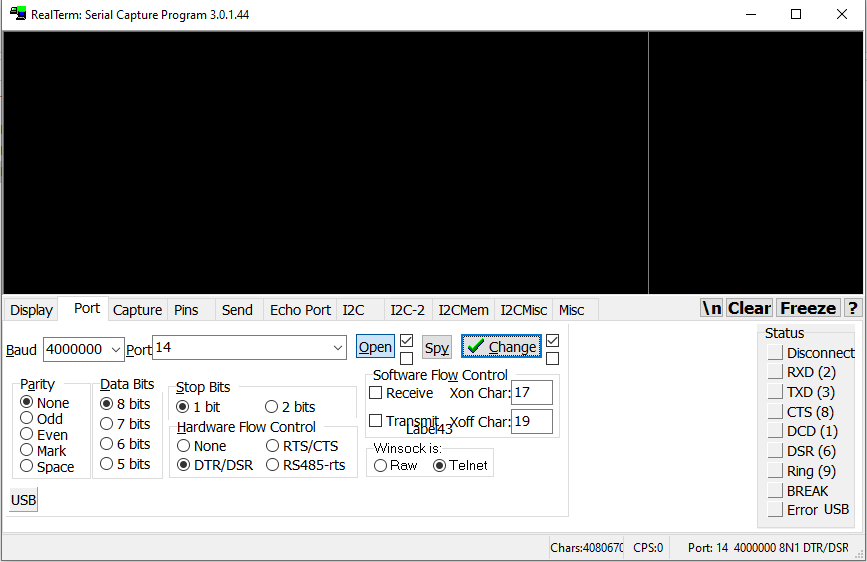 RealTerm: Serial Capture Program 3.0.1.44
Display Port Capture Pins Send Echo Port I2C I2C-2 I2CMem I2CMisc Misc \n Clear Freeze ?
Baud 4000000 Port 14 Open Spy Change
Parity
None
Odd
Even
Mark
Space
Data Bits
8 bits
7 bits
6 bits
5 bits
Stop Bits
1 bit 2 bits
Hardware Flow Control
None RTS/CTS
DTR/DSR RS485-rts
Software Flow Control
Receive Xon Char: 17
Transmit Xoff Char: 19
Label43
Winsock is:
Raw Telnet
USB
Status
Disconnect
RXD (2)
TXD (3)
CTS (8)
DCD (1)
DSR (6)
Ring (9)
BREAK
Error USB
Chars:4080670 CPS:0 Port: 14 4000000 8N1 DTR/DSR